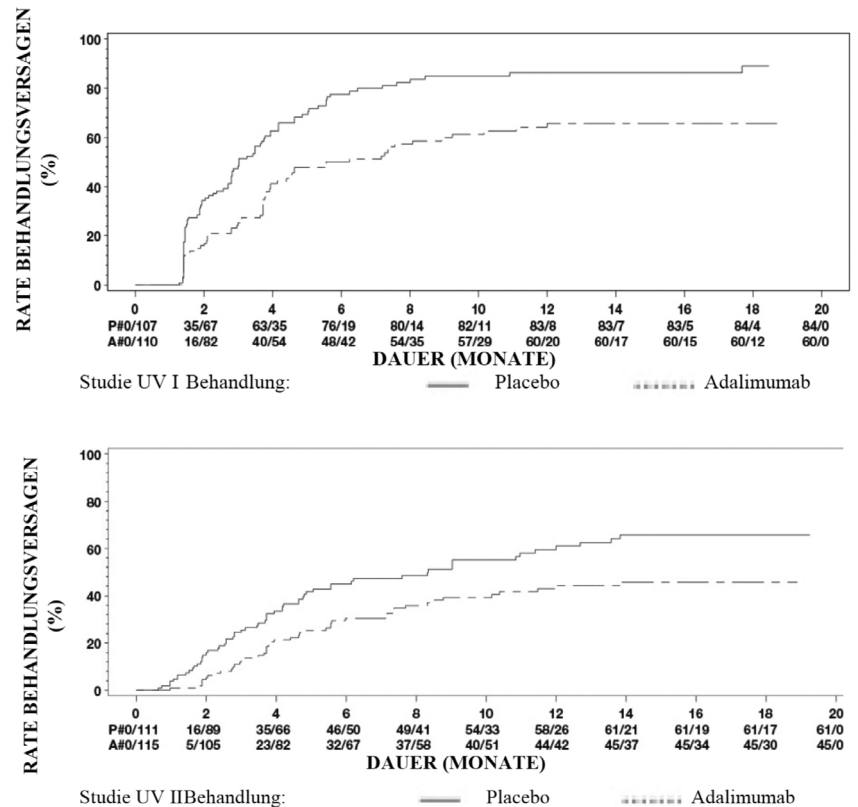 RATE BEHANDLUNGSVERSAGEN
(%)
100
80
60
40
20
0
0 2 4 6 8 10 12 14 16 18 20
P#0/107 35/67 63/35 76/19 80/14 82/11 83/8 83/7 83/5 84/4 84/0
A#0/110 16/82 40/54 48/42 54/35 57/29 60/20 60/17 60/15 60/12 60/0
DAUER (MONATE)
Studie UV I Behandlung: Placebo Adalimumab
RATE BEHANDLUNGSVERSAGEN
(%)
100
80
60
40
20
0
0 2 4 6 8 10 12 14 16 18 20
P#0/111 16/89 35/66 46/50 49/41 54/33 58/26 61/21 61/19 61/17 61/0
A#0/115 5/105 23/82 32/67 37/58 40/51 44/42 45/37 45/34 45/30 45/0
DAUER (MONATE)
Studie UV IIBehandlung: Placebo Adalimumab